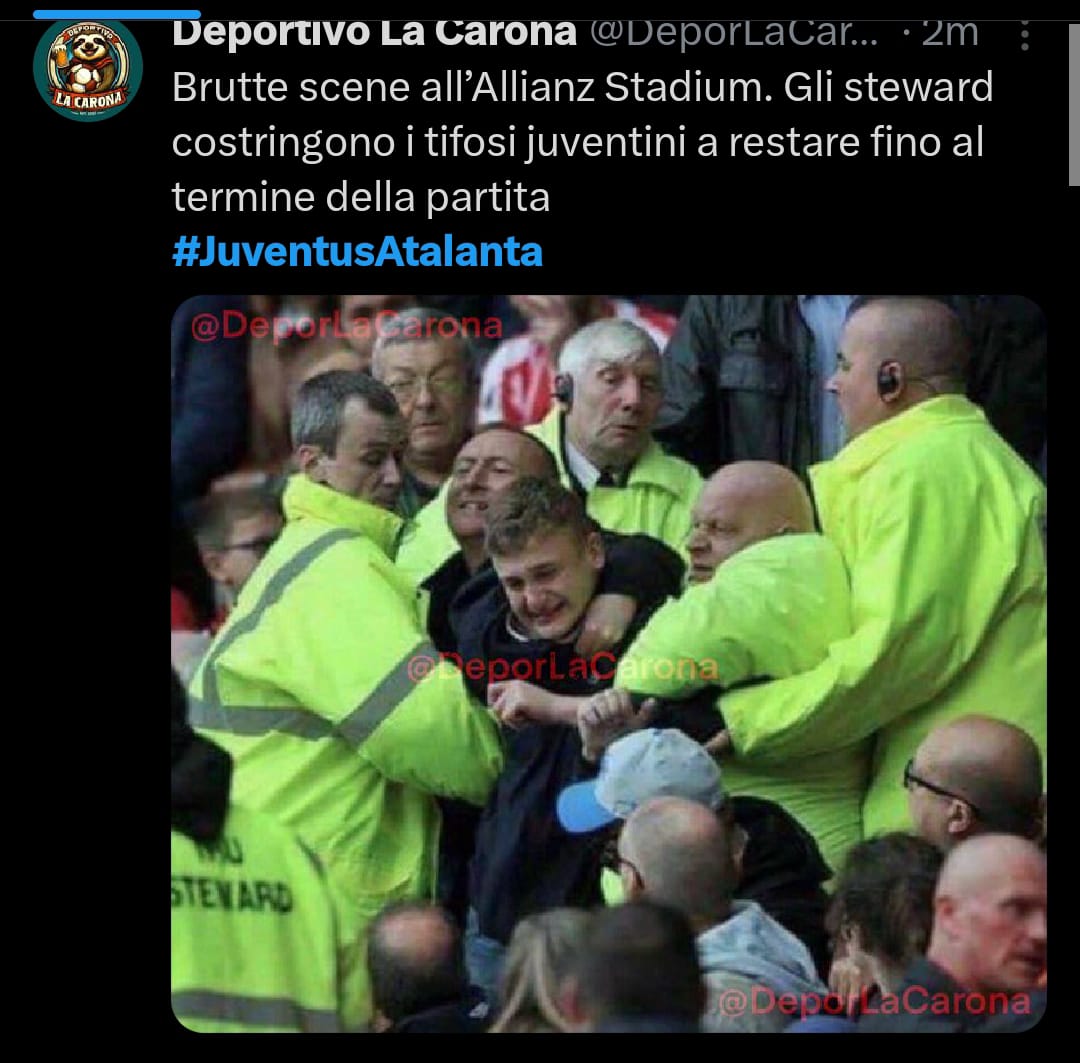 Deportivo La Carona @DeporLaCar... · 2m
DEPORTIVO
LA CARONA
Brutte scene all’Allianz Stadium. Gli steward
costringono i tifosi juventini a restare fino al
termine della partita
#JuventusAtalanta
@DeporLaCarona
@DeporLaCarona
STEWARD
@DeporLaCarona